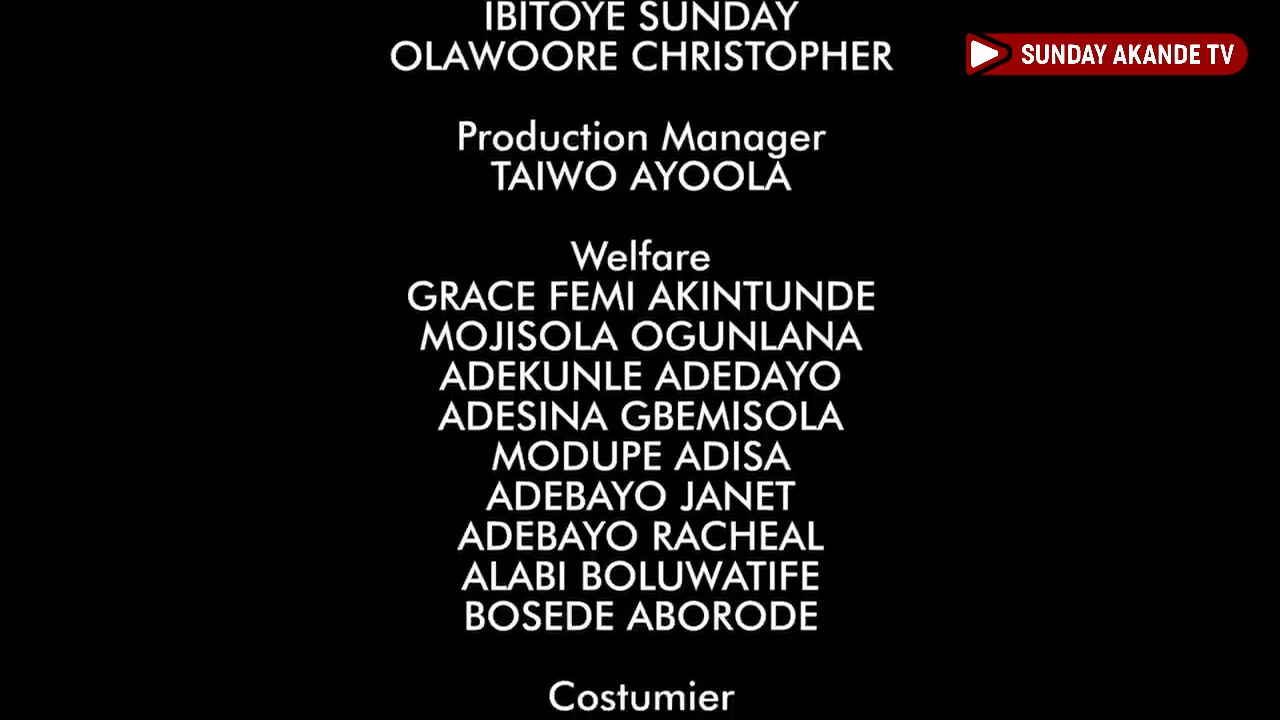 IBITOYE SUNDAY
OLAWOORE CHRISTOPHER
SUNDAY AKANDE TV
Production Manager
TAIWO AYOOLA
Welfare
GRACE FEMI AKINTUNDE
MOJISOLA OGUNLANA
ADEKUNLE ADEDAYO
ADESINA GBEMISOLA
MODUPE ADISA
ADEBAYO JANET
ADEBAYO RACHEAL
ALABI BOLUWATIFE
BOSEDE ABORODE
Costumier